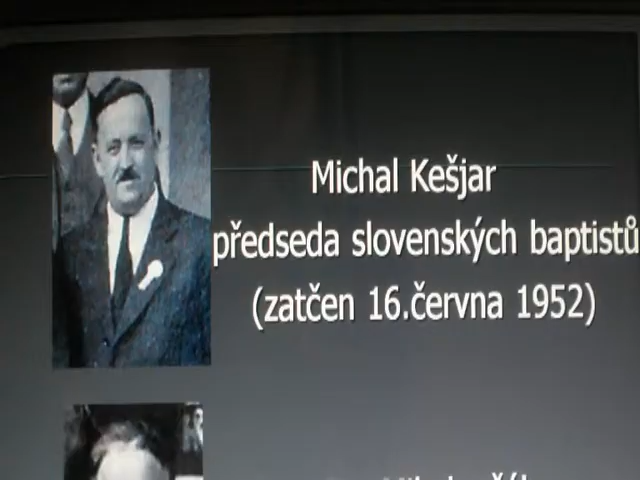 Michal Kešjar
předseda slovenských baptistů
(zatčen 16.června 1952)